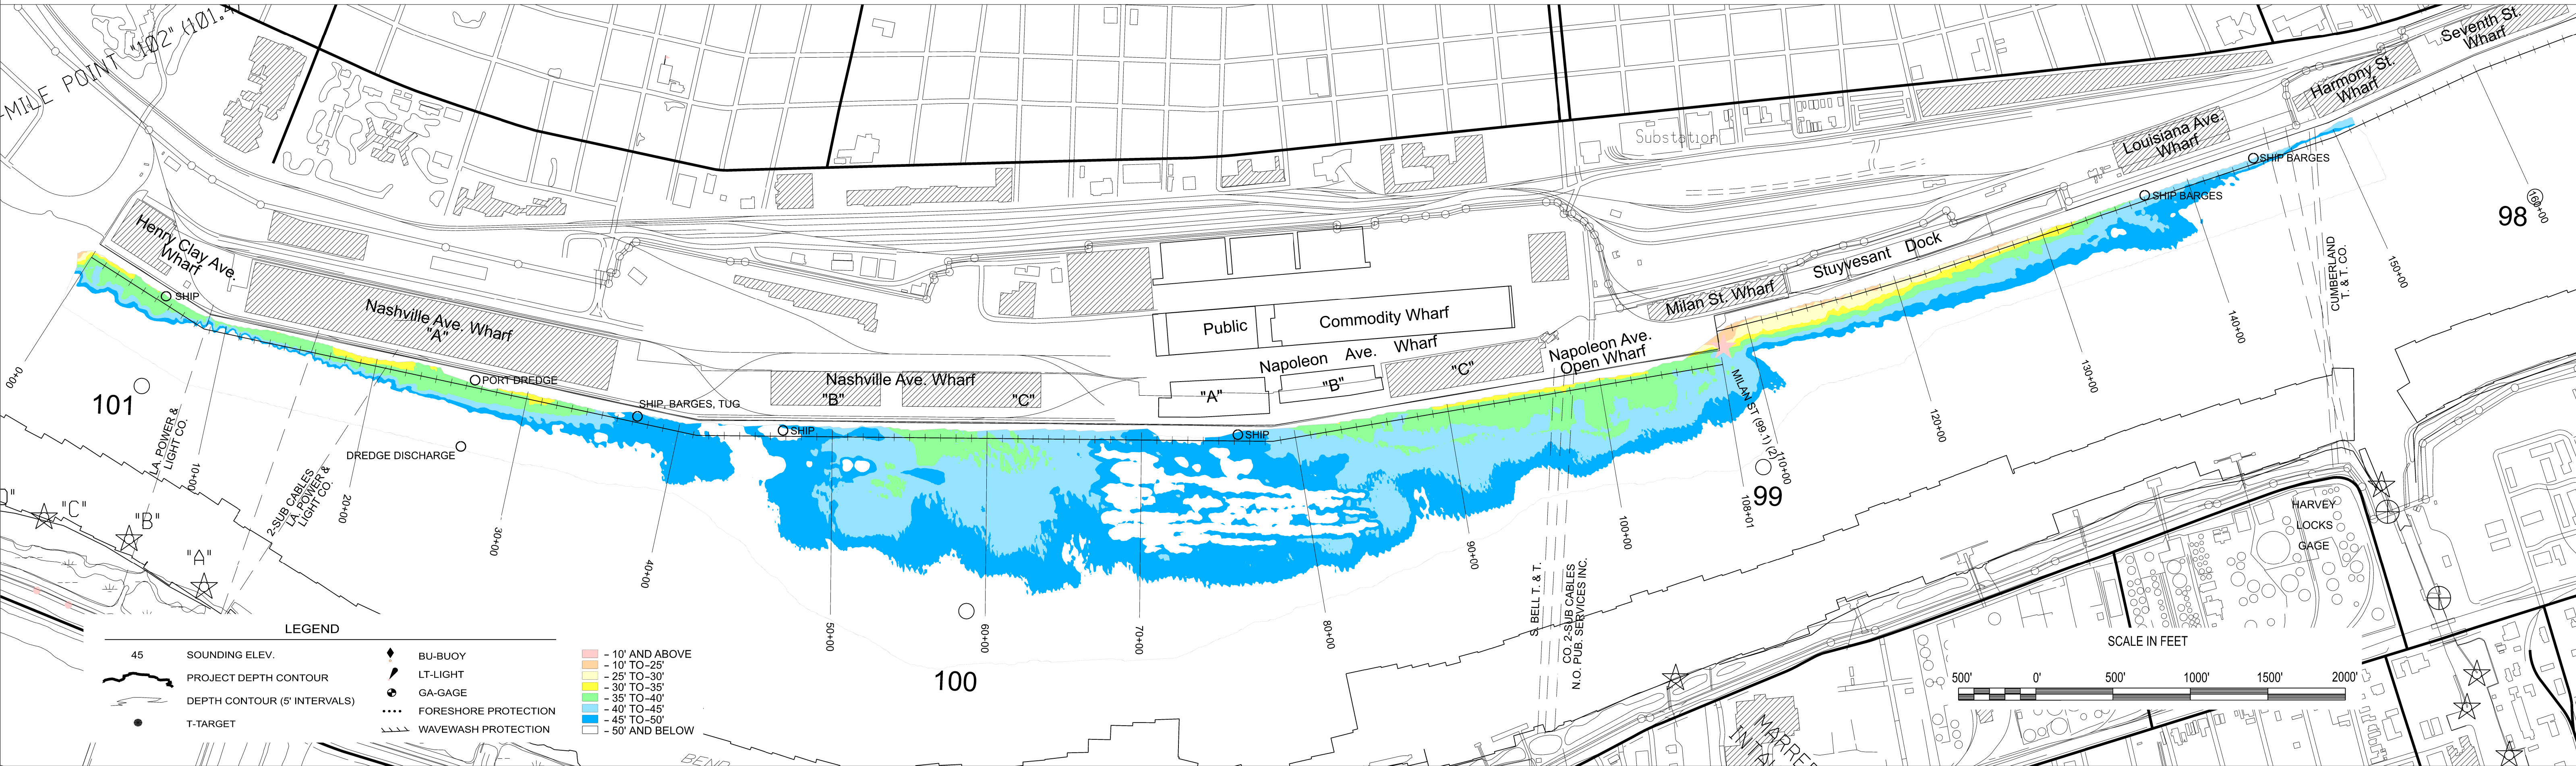 -MILE POINT "102" (101.4)
Seventh St.
Wharf
Harmony St.
Wharf
Louisiana Ave.
Wharf
Substation
SHIP BARGES
SHIP BARGES
160+00
98
Henry Clay Ave.
Wharf
SHIP
Nashville Ave. Wharf
"A"
Stuyvesant Dock
Milan St. Wharf
Public
Commodity Wharf
Napoleon Ave. Wharf
Napoleon Ave.
Open Wharf
"A"
"B"
"C"
Nashville Ave. Wharf
"B"
"C"
PORT DREDGE
SHIP, BARGES, TUG
SHIP
SHIP
DREDGE DISCHARGE
CUMBERLAND
T. & T. CO.
150+00
140+00
130+00
120+00
110+00
MILAN ST (99.1) (2)
108+01
99
100+00
90+00
80+00
70+00
60+00
50+00
40+00
30+00
20+00
10+00
00+0
101
LA. POWER &
LIGHT CO.
2-SUB CABLES
LA. POWER &
LIGHT CO.
"C"
"B"
"A"
100
S. BELL T. & T.
CO. 2-SUB CABLES
N.O. PUB. SERVICES INC.
HARVEY
LOCKS
GAGE
LEGEND
45 SOUNDING ELEV.
PROJECT DEPTH CONTOUR
DEPTH CONTOUR (5' INTERVALS)
T-TARGET
BU-BUOY
LT-LIGHT
GA-GAGE
FORESHORE PROTECTION
WAVEWASH PROTECTION
– 10' AND ABOVE
– 10' TO–25'
– 25' TO–30'
– 30' TO–35'
– 35' TO–40'
– 40' TO–45'
– 45' TO–50'
– 50' AND BELOW
SCALE IN FEET
500' 0' 500' 1000' 1500' 2000'
BEND